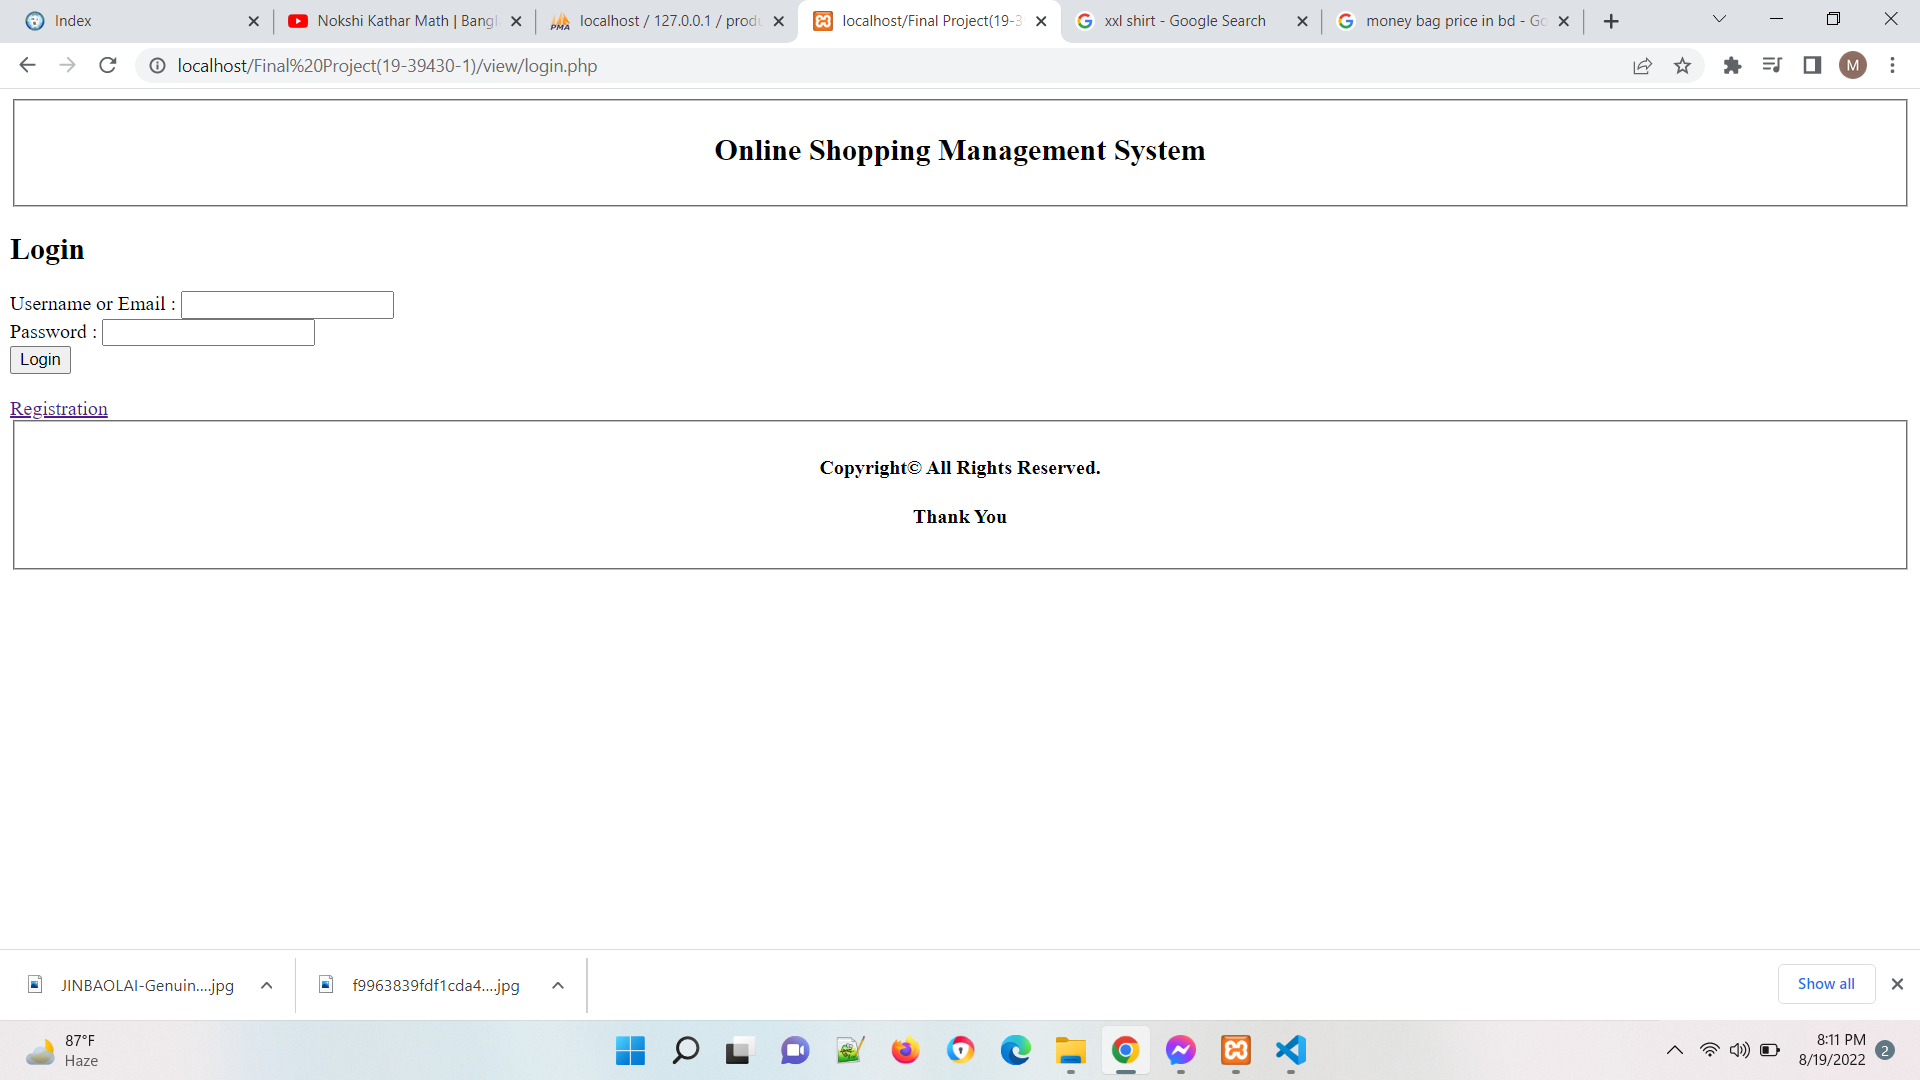 Index
Nokshi Kathar Math | Bangl
localhost / 127.0.0.1 / produ
localhost/Final Project(19-3
xxl shirt - Google Search
money bag price in bd - Go
localhost/Final%20Project(19-39430-1)/view/login.php
M
Online Shopping Management System
Login
Username or Email :
Password :
Login
Registration
Copyright© All Rights Reserved.
Thank You
JINBAOLAI-Genuin....jpg
f9963839fdf1cda4....jpg
Show all
87°F
Haze
8:11 PM
8/19/2022
2